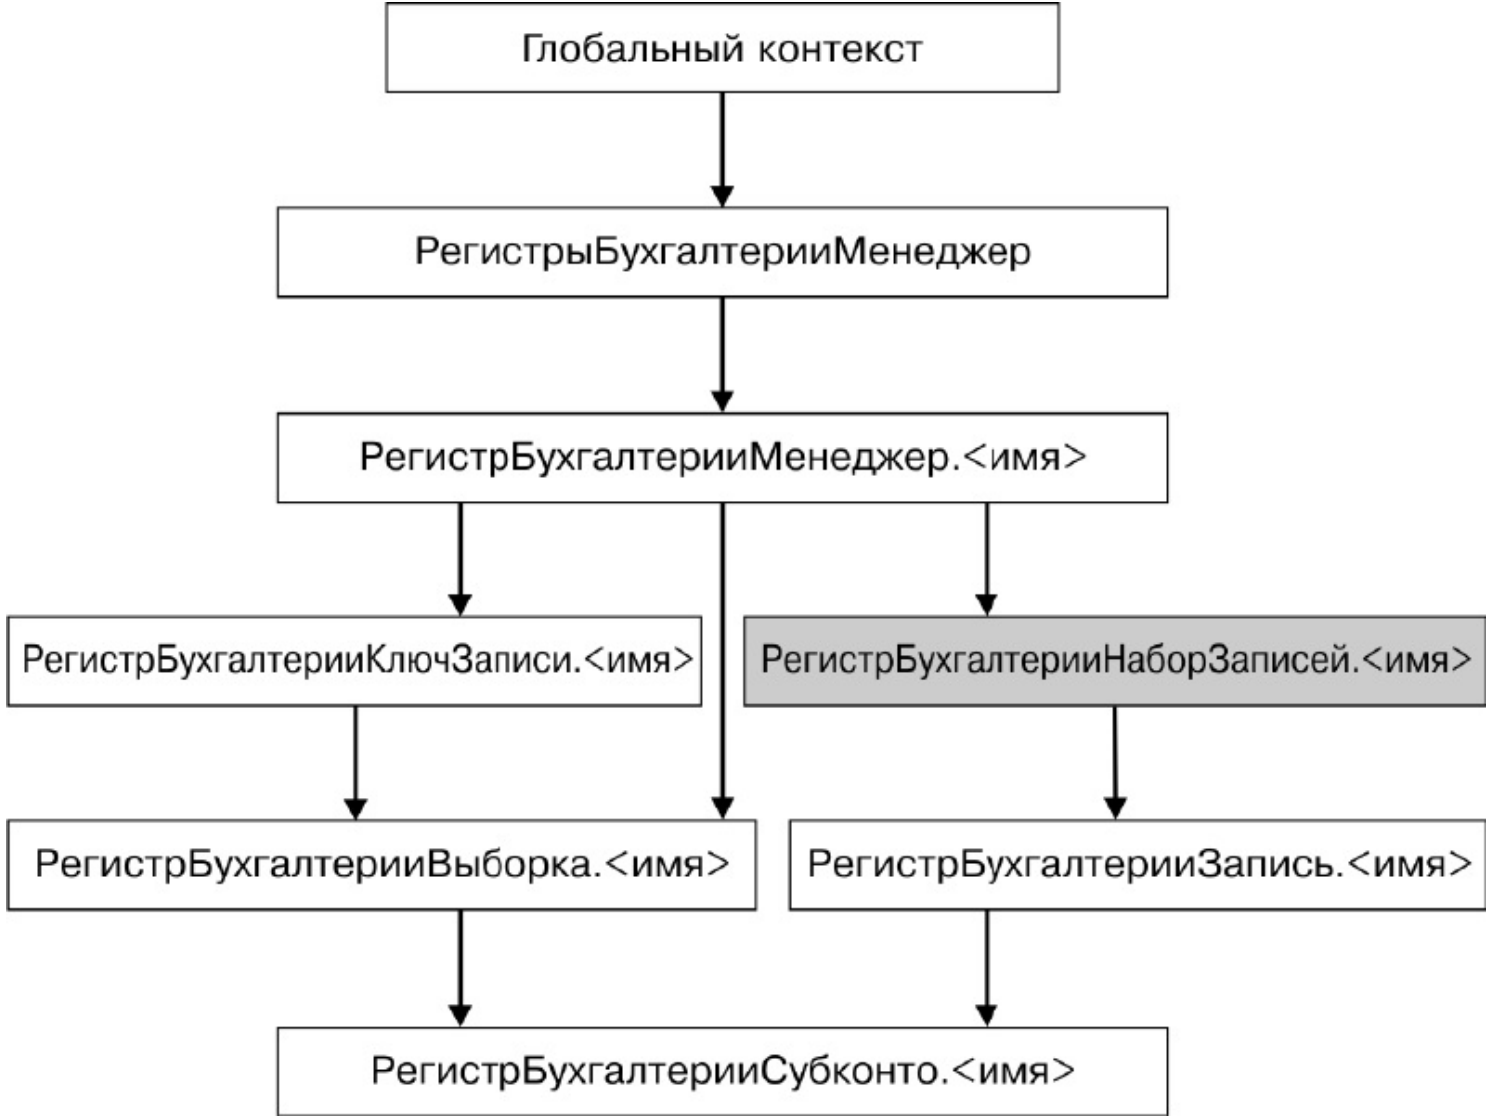 Глобальный контекст
РегистрыБухгалтерииМенеджер
РегистрБухгалтерииМенеджер.<имя>
РегистрБухгалтерииКлючЗаписи.<имя>
РегистрБухгалтерииНаборЗаписей.<имя>
РегистрБухгалтерииВыборка.<имя>
РегистрБухгалтерииЗапись.<имя>
РегистрБухгалтерииСубконто.<имя>